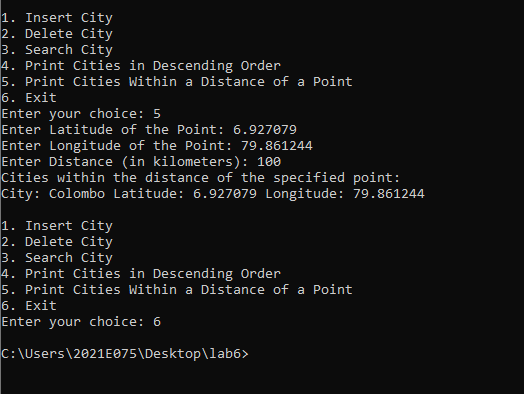 1. Insert City
2. Delete City
3. Search City
4. Print Cities in Descending Order
5. Print Cities Within a Distance of a Point
6. Exit
Enter your choice: 5
Enter Latitude of the Point: 6.927079
Enter Longitude of the Point: 79.861244
Enter Distance (in kilometers): 100
Cities within the distance of the specified point:
City: Colombo Latitude: 6.927079 Longitude: 79.861244
1. Insert City
2. Delete City
3. Search City
4. Print Cities in Descending Order
5. Print Cities Within a Distance of a Point
6. Exit
Enter your choice: 6
C:\Users\2021E075\Desktop\lab6>